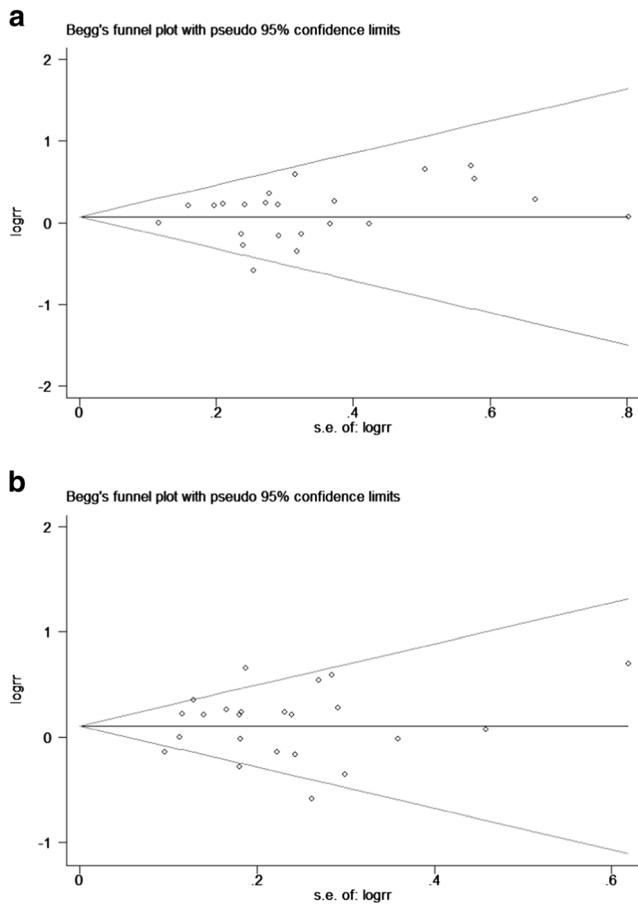 a
Begg's funnel plot with pseudo 95% confidence limits
2
1
0
-1
-2
logrr
0 .2 .4 .6 .8
s.e. of: logrr
b
Begg's funnel plot with pseudo 95% confidence limits
2
1
0
-1
logrr
0 .2 .4 .6
s.e. of: logrr